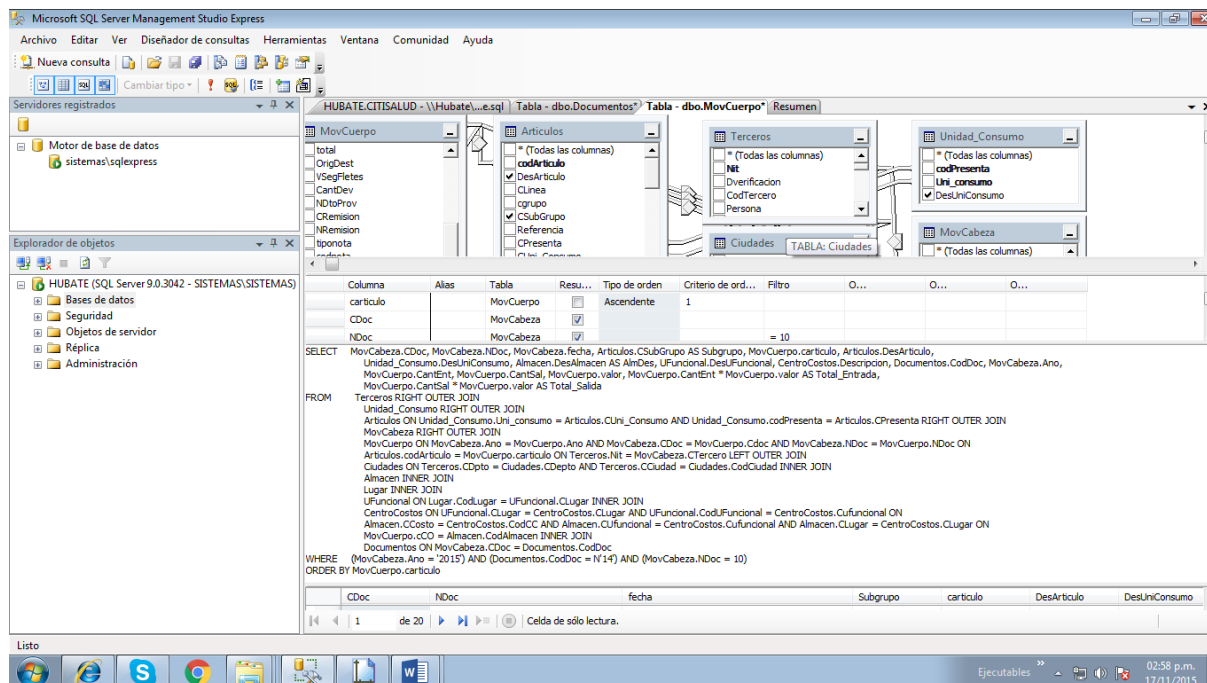 Microsoft SQL Server Management Studio Express
Archivo Editar Ver Diseñador de consultas Herramientas Ventana Comunidad Ayuda
Nueva consulta
Cambiar tipo
Servidores registrados
Motor de base de datos
sistemas\sqlexpress
Explorador de objetos
HUBATE (SQL Server 9.0.3042 - SISTEMAS\SISTEMAS)
Bases de datos
Seguridad
Objetos de servidor
Réplica
Administración
HUBATE.CITISALUD - \\Hubate\...e.sql Tabla - dbo.Documentos* Tabla - dbo.MovCuerpo* Resumen
MovCuerpo
total
OrigDest
VSegFletes
CantDev
NDtoProv
CRemision
NRemision
tiponota
Articulos
* (Todas las columnas)
codArticulo
DesArticulo
CLinea
cgrupo
CSubGrupo
Referencia
CPresenta
Terceros
* (Todas las columnas)
Nit
Dverificacion
CodTercero
Persona
Ciudades
TABLA: Ciudades
Unidad_Consumo
* (Todas las columnas)
codPresenta
Uni_consumo
DesUniConsumo
MovCabeza
* (Todas las columnas)
Columna Alias Tabla Resu... Tipo de orden Criterio de ord... Filtro O... O... O...
carticulo MovCuerpo Ascendente 1
CDoc MovCabeza
NDoc MovCabeza = 10
SELECT MovCabeza.CDoc, MovCabeza.NDoc, MovCabeza.fecha, Articulos.CSubGrupo AS Subgrupo, MovCuerpo.carticulo, Articulos.DesArticulo,
Unidad_Consumo.DesUniConsumo, Almacen.DesAlmacen AS AlmDes, UFuncional.DesUFuncional, CentroCostos.Descripcion, Documentos.CodDoc, MovCabeza.Ano,
MovCuerpo.CantEnt, MovCuerpo.CantSal, MovCuerpo.valor, MovCuerpo.CantEnt * MovCuerpo.valor AS Total_Entrada,
MovCuerpo.CantSal * MovCuerpo.valor AS Total_Salida
FROM Terceros RIGHT OUTER JOIN
Unidad_Consumo RIGHT OUTER JOIN
Articulos ON Unidad_Consumo.Uni_consumo = Articulos.CUni_Consumo AND Unidad_Consumo.codPresenta = Articulos.CPresenta RIGHT OUTER JOIN
MovCabeza RIGHT OUTER JOIN
MovCuerpo ON MovCabeza.Ano = MovCuerpo.Ano AND MovCabeza.CDoc = MovCuerpo.Cdoc AND MovCabeza.NDoc = MovCuerpo.NDoc ON
Articulos.codArticulo = MovCuerpo.carticulo ON Terceros.Nit = MovCabeza.CTercero LEFT OUTER JOIN
Ciudades ON Terceros.CDpto = Ciudades.CDepto AND Terceros.CCiudad = Ciudades.CodCiudad INNER JOIN
Almacen INNER JOIN
Lugar INNER JOIN
UFuncional ON Lugar.CodLugar = UFuncional.CLugar INNER JOIN
CentroCostos ON UFuncional.CLugar = CentroCostos.CLugar AND UFuncional.CodUFuncional = CentroCostos.Cufuncional ON
Almacen.CCosto = CentroCostos.CodCC AND Almacen.CUfuncional = CentroCostos.Cufuncional AND Almacen.CLugar = CentroCostos.CLugar ON
MovCuerpo.cCO = Almacen.CodAlmacen INNER JOIN
Documentos ON MovCabeza.CDoc = Documentos.CodDoc
WHERE (MovCabeza.Ano = '2015') AND (Documentos.CodDoc = N'14') AND (MovCabeza.NDoc = 10)
ORDER BY MovCuerpo.carticulo
CDoc NDoc fecha Subgrupo carticulo DesArticulo DesUniConsumo
1 de 20 Celda de sólo lectura.
Listo
Ejecutables
02:58 p.m.
17/11/2015